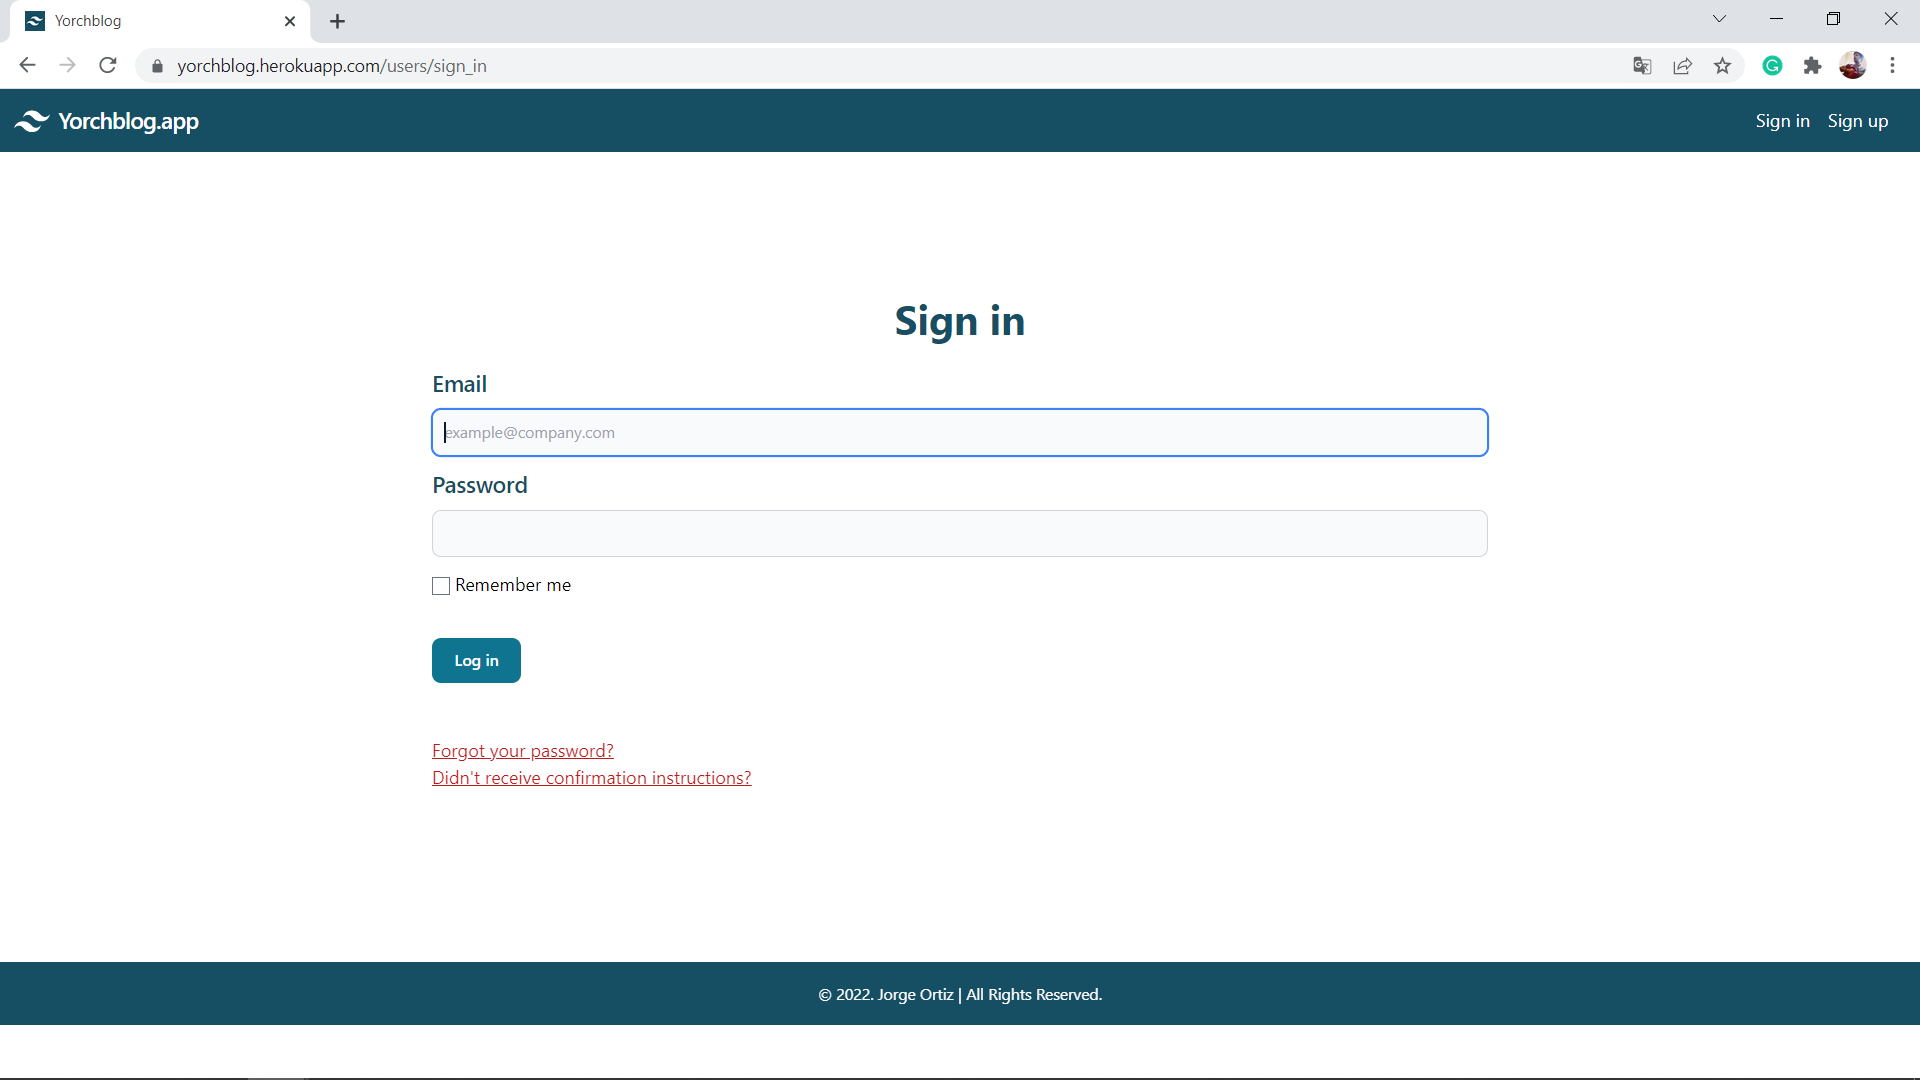 Yorchblog
yorchblog.herokuapp.com/users/sign_in
Yorchblog.app
Sign in Sign up
Sign in
Email
example@company.com
Password
Remember me
Log in
Forgot your password?
Didn't receive confirmation instructions?
© 2022. Jorge Ortiz | All Rights Reserved.